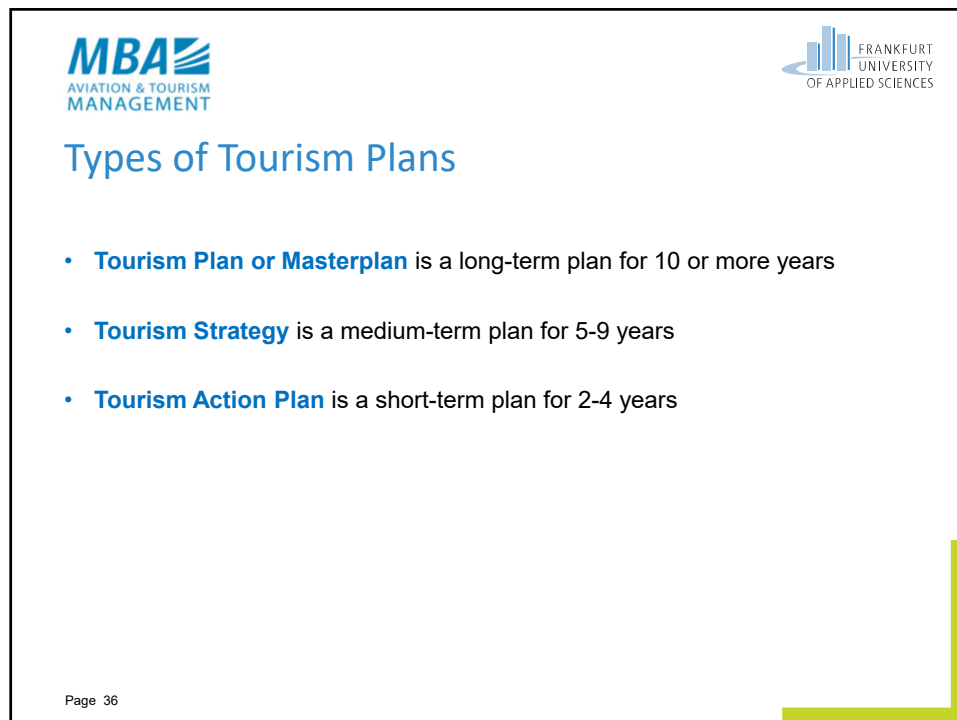 MBA
AVIATION & TOURISM
MANAGEMENT
FRANKFURT
UNIVERSITY
OF APPLIED SCIENCES
Types of Tourism Plans
• Tourism Plan or Masterplan is a long-term plan for 10 or more years
• Tourism Strategy is a medium-term plan for 5-9 years
• Tourism Action Plan is a short-term plan for 2-4 years
Page 36